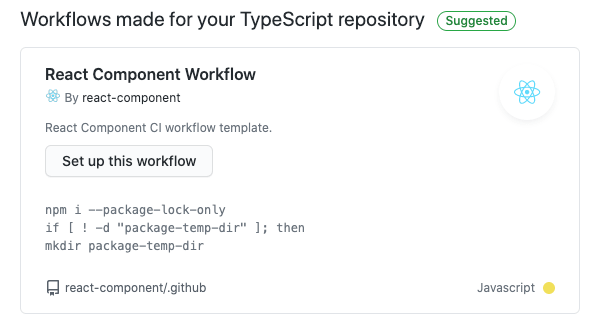 Workflows made for your TypeScript repository Suggested
React Component Workflow
By react-component
React Component CI workflow template.
Set up this workflow
npm i --package-lock-only
if [ ! -d "package-temp-dir" ]; then
mkdir package-temp-dir
react-component/.github Javascript